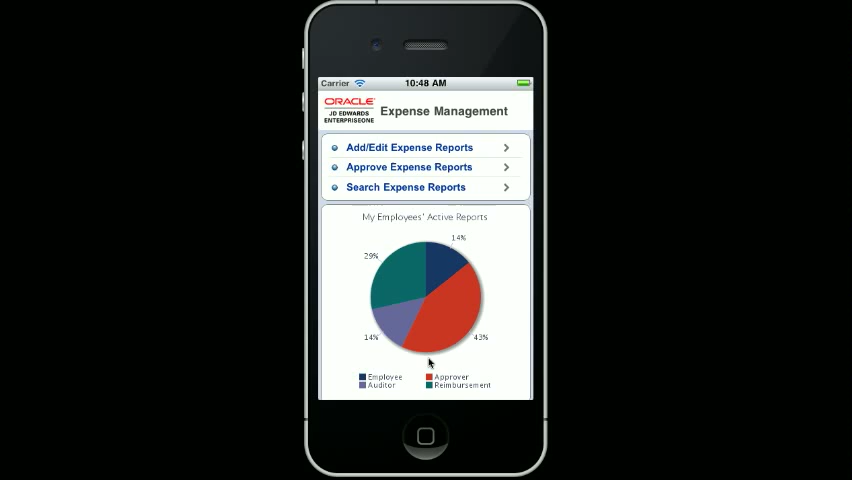 Carrier 10:48 AM
ORACLE
JD EDWARDS
ENTERPRISEONE
Expense Management
Add/Edit Expense Reports
Approve Expense Reports
Search Expense Reports
My Employees' Active Reports
14%
29%
14%
43%
Employee Approver
Auditor Reimbursement